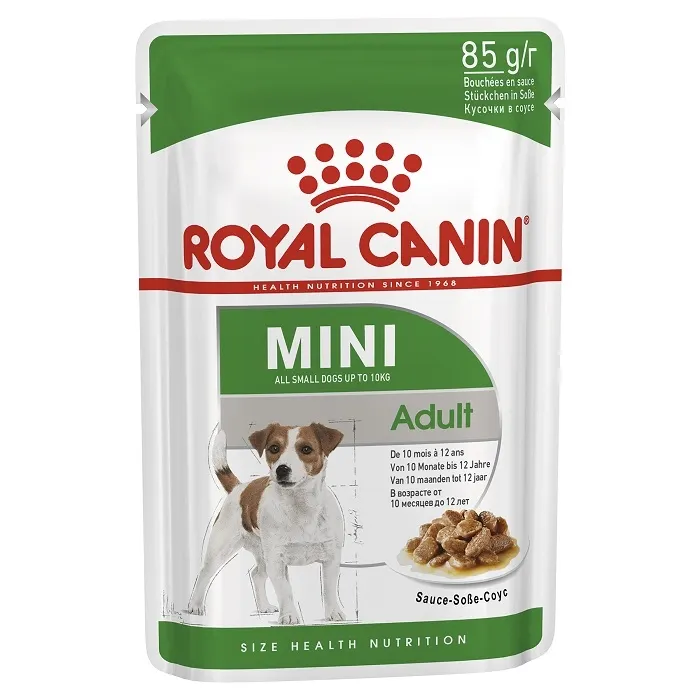 85 g/г
Bouchées en sauce
Stückchen in Soße
Кусочки в соусе
ROYAL CANIN®
HEALTH NUTRITION SINCE 1968
MINI
ALL SMALL DOGS UP TO 10KG
Adult
De 10 mois à 12 ans
Von 10 Monate bis 12 Jahre
Van 10 maanden tot 12 jaar
В возрасте от
10 месяцев до 12 лет
Sauce-Soße-Соус
SIZE HEALTH NUTRITION